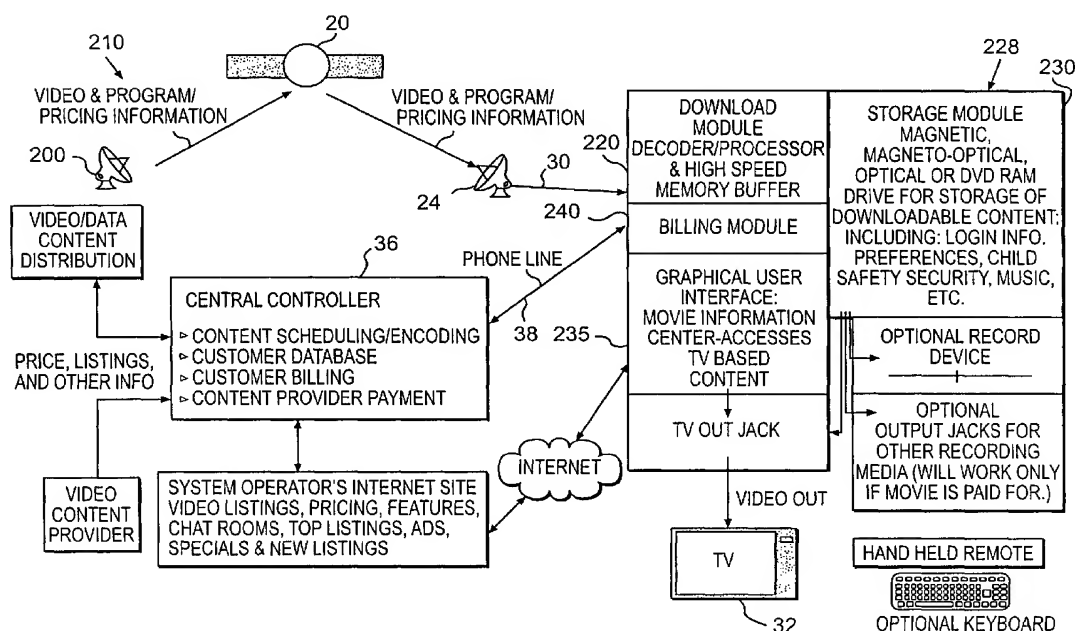 20
210
VIDEO & PROGRAM/
PRICING INFORMATION
VIDEO & PROGRAM/
PRICING INFORMATION
200
24
30
VIDEO/DATA
CONTENT
DISTRIBUTION
36
CENTRAL CONTROLLER
▹ CONTENT SCHEDULING/ENCODING
▹ CUSTOMER DATABASE
▹ CUSTOMER BILLING
▹ CONTENT PROVIDER PAYMENT
PRICE, LISTINGS,
AND OTHER INFO
VIDEO
CONTENT
PROVIDER
SYSTEM OPERATOR'S INTERNET SITE
VIDEO LISTINGS, PRICING, FEATURES,
CHAT ROOMS, TOP LISTINGS, ADS,
SPECIALS & NEW LISTINGS
PHONE LINE
38
INTERNET
220
DOWNLOAD
MODULE
DECODER/PROCESSOR
& HIGH SPEED
MEMORY BUFFER
240
BILLING MODULE
235
GRAPHICAL USER
INTERFACE:
MOVIE INFORMATION
CENTER-ACCESSES
TV BASED
CONTENT
TV OUT JACK
VIDEO OUT
TV
32
228
230
STORAGE MODULE
MAGNETIC,
MAGNETO-OPTICAL,
OPTICAL OR DVD RAM
DRIVE FOR STORAGE OF
DOWNLOADABLE CONTENT:
INCLUDING: LOGIN INFO.
PREFERENCES, CHILD
SAFETY SECURITY, MUSIC,
ETC.
OPTIONAL RECORD
DEVICE
OPTIONAL
OUTPUT JACKS FOR
OTHER RECORDING
MEDIA (WILL WORK ONLY
IF MOVIE IS PAID FOR.)
HAND HELD REMOTE
OPTIONAL KEYBOARD